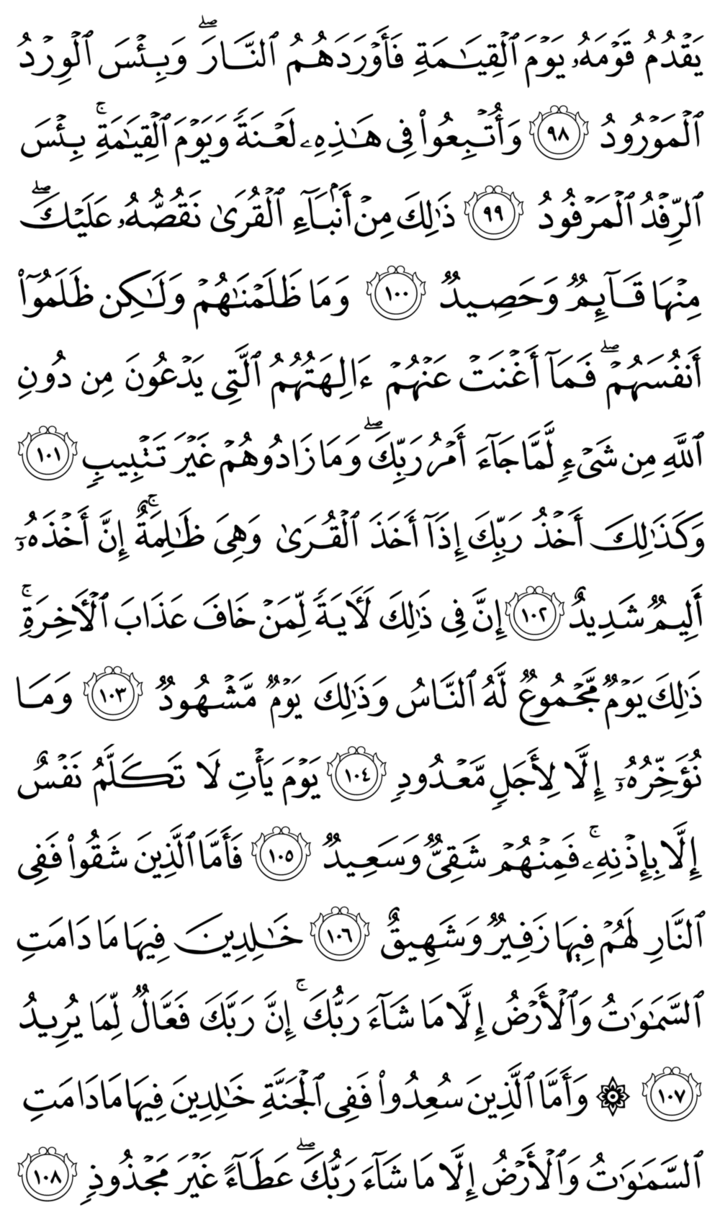 يَقۡدُمُ قَوۡمَهُۥ يَوۡمَ ٱلۡقِيَٰمَةِ فَأَوۡرَدَهُمُ ٱلنَّارَۖ وَبِئۡسَ ٱلۡوِرۡدُ
ٱلۡمَوۡرُودُ ٩٨ وَأُتۡبِعُواْ فِي هَٰذِهِۦ لَعۡنَةٗ وَيَوۡمَ ٱلۡقِيَٰمَةِۚ بِئۡسَ
ٱلرِّفۡدُ ٱلۡمَرۡفُودُ ٩٩ ذَٰلِكَ مِنۡ أَنۢبَآءِ ٱلۡقُرَىٰ نَقُصُّهُۥ عَلَيۡكَۖ
مِنۡهَا قَآئِمٞ وَحَصِيدٞ ١٠٠ وَمَا ظَلَمۡنَٰهُمۡ وَلَٰكِن ظَلَمُوٓاْ
أَنفُسَهُمۡۖ فَمَآ أَغۡنَتۡ عَنۡهُمۡ ءَالِهَتُهُمُ ٱلَّتِي يَدۡعُونَ مِن دُونِ
ٱللَّهِ مِن شَيۡءٖ لَّمَّا جَآءَ أَمۡرُ رَبِّكَۖ وَمَا زَادُوهُمۡ غَيۡرَ تَتۡبِيبٖ ١٠١
وَكَذَٰلِكَ أَخۡذُ رَبِّكَ إِذَآ أَخَذَ ٱلۡقُرَىٰ وَهِيَ ظَٰلِمَةٌۚ إِنَّ أَخۡذَهُۥٓ
أَلِيمٞ شَدِيدٌ ١٠٢ إِنَّ فِي ذَٰلِكَ لَأٓيَةٗ لِّمَنۡ خَافَ عَذَابَ ٱلۡأٓخِرَةِۚ
ذَٰلِكَ يَوۡمٞ مَّجۡمُوعٞ لَّهُ ٱلنَّاسُ وَذَٰلِكَ يَوۡمٞ مَّشۡهُودٞ ١٠٣ وَمَا
نُؤَخِّرُهُۥٓ إِلَّا لِأَجَلٖ مَّعۡدُودٖ ١٠٤ يَوۡمَ يَأۡتِ لَا تَكَلَّمُ نَفۡسٌ
إِلَّا بِإِذۡنِهِۦۚ فَمِنۡهُمۡ شَقِيّٞ وَسَعِيدٞ ١٠٥ فَأَمَّا ٱلَّذِينَ شَقُواْ فَفِي
ٱلنَّارِ لَهُمۡ فِيهَا زَفِيرٞ وَشَهِيقٌ ١٠٦ خَٰلِدِينَ فِيهَا مَا دَامَتِ
ٱلسَّمَٰوَٰتُ وَٱلۡأَرۡضُ إِلَّا مَا شَآءَ رَبُّكَۚ إِنَّ رَبَّكَ فَعَّالٞ لِّمَا يُرِيدُ
١٠٧ ۞ وَأَمَّا ٱلَّذِينَ سُعِدُواْ فَفِي ٱلۡجَنَّةِ خَٰلِدِينَ فِيهَا مَا دَامَتِ
ٱلسَّمَٰوَٰتُ وَٱلۡأَرۡضُ إِلَّا مَا شَآءَ رَبُّكَۖ عَطَآءً غَيۡرَ مَجۡذُوذٖ ١٠٨